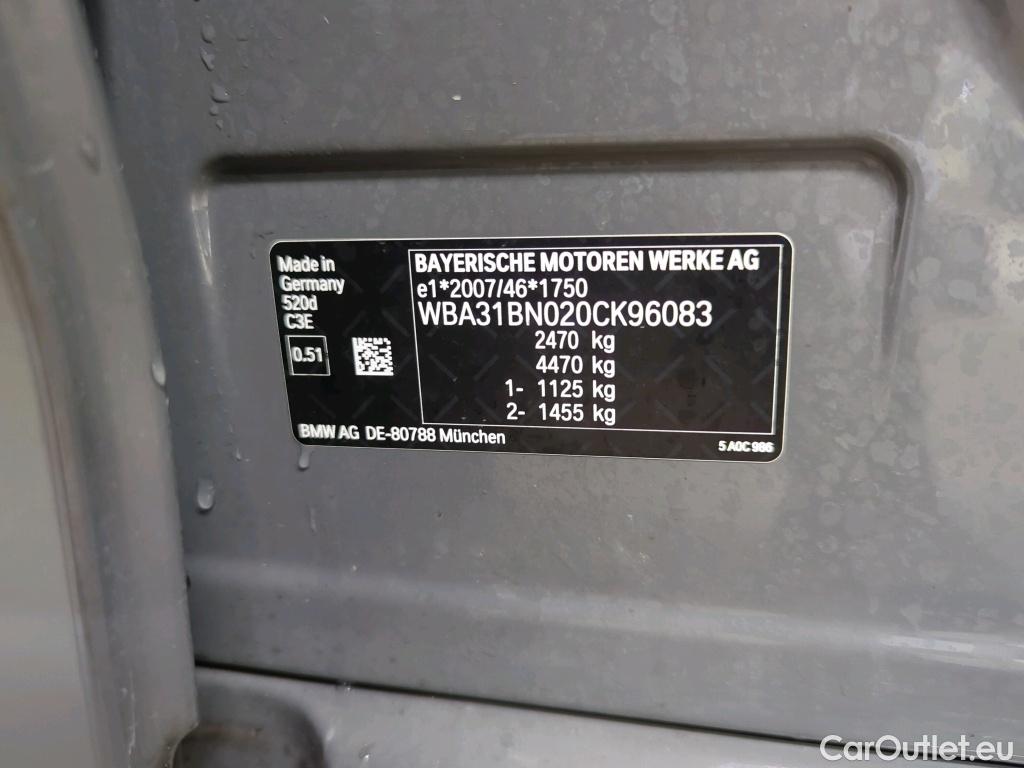 Made in
Germany
520d
C3E
0.51
BAYERISCHE MOTOREN WERKE AG
e1*2007/46*1750
WBA31BN020CK96083
2470 kg
4470 kg
1- 1125 kg
2- 1455 kg
BMW AG DE-80788 München
5 A0C 986
CarOutlet.eu